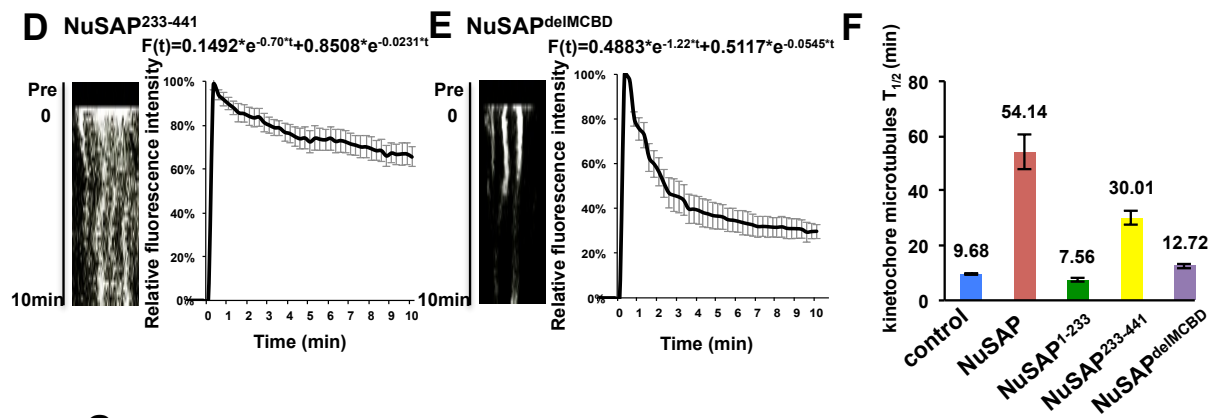 D NuSAP233-441
F(t)=0.1492*e-0.70*t+0.8508*e-0.0231*t
Pre
0
10min
Relative fluorescence intensity
100%
80%
60%
40%
20%
0%
0 1 2 3 4 5 6 7 8 9 10
Time (min)
E NuSAPdelMCBD
F(t)=0.4883*e-1.22*t+0.5117*e-0.0545*t
Pre
0
10min
Relative fluorescence intensity
100%
80%
60%
40%
20%
0%
0 1 2 3 4 5 6 7 8 9 10
Time (min)
F
kinetochore microtubules T1/2 (min)
80
60
40
20
0
9.68
54.14
7.56
30.01
12.72
control
NuSAP
NuSAP1-233
NuSAP233-441
NuSAPdelMCBD